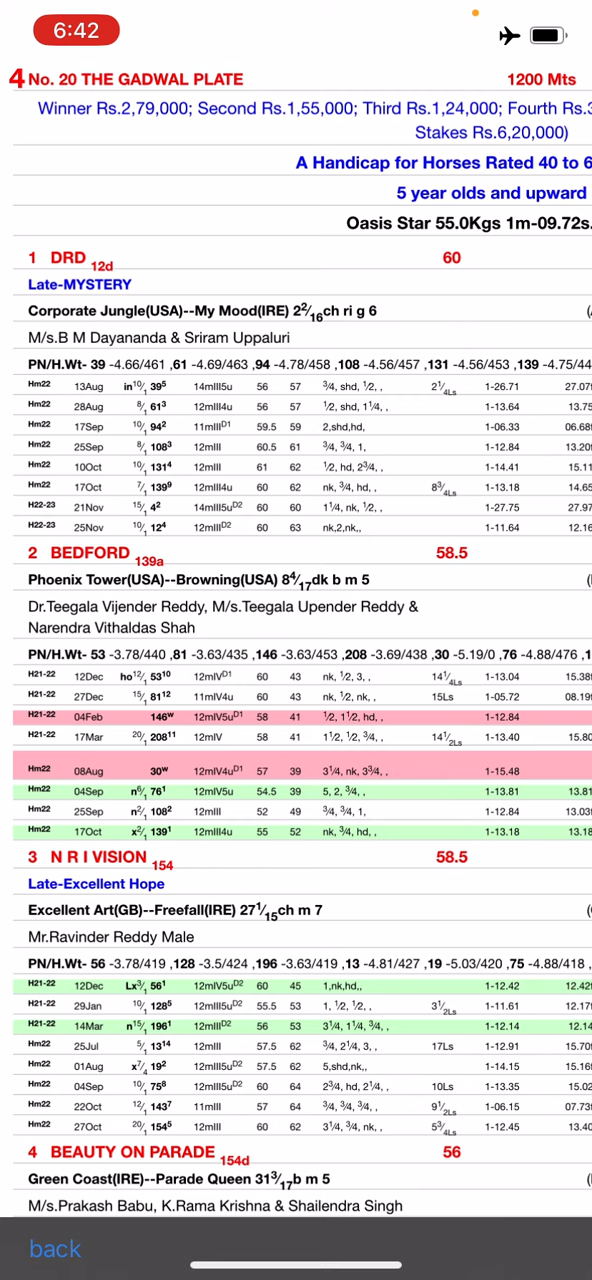 6:42
4 No. 20 THE GADWAL PLATE 1200 Mts
Winner Rs.2,79,000; Second Rs.1,55,000; Third Rs.1,24,000; Fourth Rs.
Stakes Rs.6,20,000)
A Handicap for Horses Rated 40 to 6
5 year olds and upward
Oasis Star 55.0Kgs 1m-09.72s.
1 DRD 12d 60
Late-MYSTERY
Corporate Jungle(USA)--My Mood(IRE) 2²/16ch ri g 6
M/s.B M Dayananda & Sriram Uppaluri
PN/H.Wt- 39 -4.66/461 ,61 -4.69/463 ,94 -4.78/458 ,108 -4.56/457 ,131 -4.56/453 ,139 -4.75/44
Hm22 13Aug in10/1 39⁵ 14mIII5u 56 57 ¾, shd, ½, , 2¼Ls 1-26.71 27.07
Hm22 28Aug 8/1 61³ 12mIII4u 56 57 ½, shd, 1¼, , 1-13.64 13.75
Hm22 17Sep 10/1 94² 11mIIID1 59.5 59 2,shd,hd, 1-06.33 06.68
Hm22 25Sep 8/1 108³ 12mIII 60.5 61 ¾, ¾, 1, 1-12.84 13.20
Hm22 10Oct 10/1 131⁴ 12mIII 61 62 ½, hd, 2¾, , 1-14.41 15.11
Hm22 17Oct 7/1 139⁹ 12mIII4u 60 62 nk, ¾, hd, , 8¾Ls 1-13.18 14.65
H22-23 21Nov 15/1 4² 14mIII5uD2 60 60 1¼, nk, ½, , 1-27.75 27.97
H22-23 25Nov 10/1 12⁴ 12mIIID2 60 63 nk,2,nk,, 1-11.64 12.16
2 BEDFORD 139a 58.5
Phoenix Tower(USA)--Browning(USA) 8⁴/17dk b m 5
Dr.Teegala Vijender Reddy, M/s.Teegala Upender Reddy &
Narendra Vithaldas Shah
PN/H.Wt- 53 -3.78/440 ,81 -3.63/435 ,146 -3.63/453 ,208 -3.69/438 ,30 -5.19/0 ,76 -4.88/476 ,1
H21-22 12Dec ho12/1 53¹⁰ 12mIVD1 60 43 nk, ½, 3, , 14¼Ls 1-13.04 15.38
H21-22 27Dec 15/1 81¹² 11mIV4u 60 43 nk, ½, nk, , 15Ls 1-05.72 08.19
H21-22 04Feb 146ʷ 12mIV5uD1 58 41 ½, 1½, hd, , 1-12.84
H21-22 17Mar 20/1 208¹¹ 12mIV 58 41 1½, ½, ¾, , 14½Ls 1-13.40 15.80
Hm22 08Aug 30ʷ 12mIV4uD1 57 39 3¼, nk, 3¾, , 1-15.48
Hm22 04Sep n6/1 76¹ 12mIV5u 54.5 39 5, 2, ¾, , 1-13.81 13.81
Hm22 25Sep n2/1 108² 12mIII 52 49 ¾, ¾, 1, 1-12.84 13.03
Hm22 17Oct x2/1 139¹ 12mIII4u 55 52 nk, ¾, hd, , 1-13.18 13.18
3 N R I VISION 154 58.5
Late-Excellent Hope
Excellent Art(GB)--Freefall(IRE) 27¹/15ch m 7
Mr.Ravinder Reddy Male
PN/H.Wt- 56 -3.78/419 ,128 -3.5/424 ,196 -3.63/419 ,13 -4.81/427 ,19 -5.03/420 ,75 -4.88/418 ,
H21-22 12Dec Lx3/1 56¹ 12mIV5uD2 60 45 1,nk,hd,, 1-12.42 12.42
H21-22 29Jan 10/1 128⁵ 12mIII5uD2 55.5 53 1, ½, ½, , 3½Ls 1-11.61 12.17
H21-22 14Mar n15/1 196¹ 12mIIID2 56 53 3¼, 1¼, ¾, , 1-12.14 12.14
Hm22 25Jul 5/1 13¹⁴ 12mIII 57.5 62 ¾, 2¼, 3, , 17Ls 1-12.91 15.70
Hm22 01Aug x7/4 19² 12mIII5uD2 57.5 62 5,shd,nk,, 1-14.15 15.16
Hm22 04Sep 10/1 75⁸ 12mIII5uD2 60 64 2¾, hd, 2¼, , 10Ls 1-13.35 15.02
Hm22 22Oct 12/1 143⁷ 11mIII 57 64 ¾, ¾, ¾, , 9½Ls 1-06.15 07.73
Hm22 27Oct 20/1 154⁵ 12mIII 60 62 3¼, ¾, nk, , 5¾Ls 1-12.45 13.40
4 BEAUTY ON PARADE 154d 56
Green Coast(IRE)--Parade Queen 31³/17b m 5
M/s.Prakash Babu, K.Rama Krishna & Shailendra Singh
back